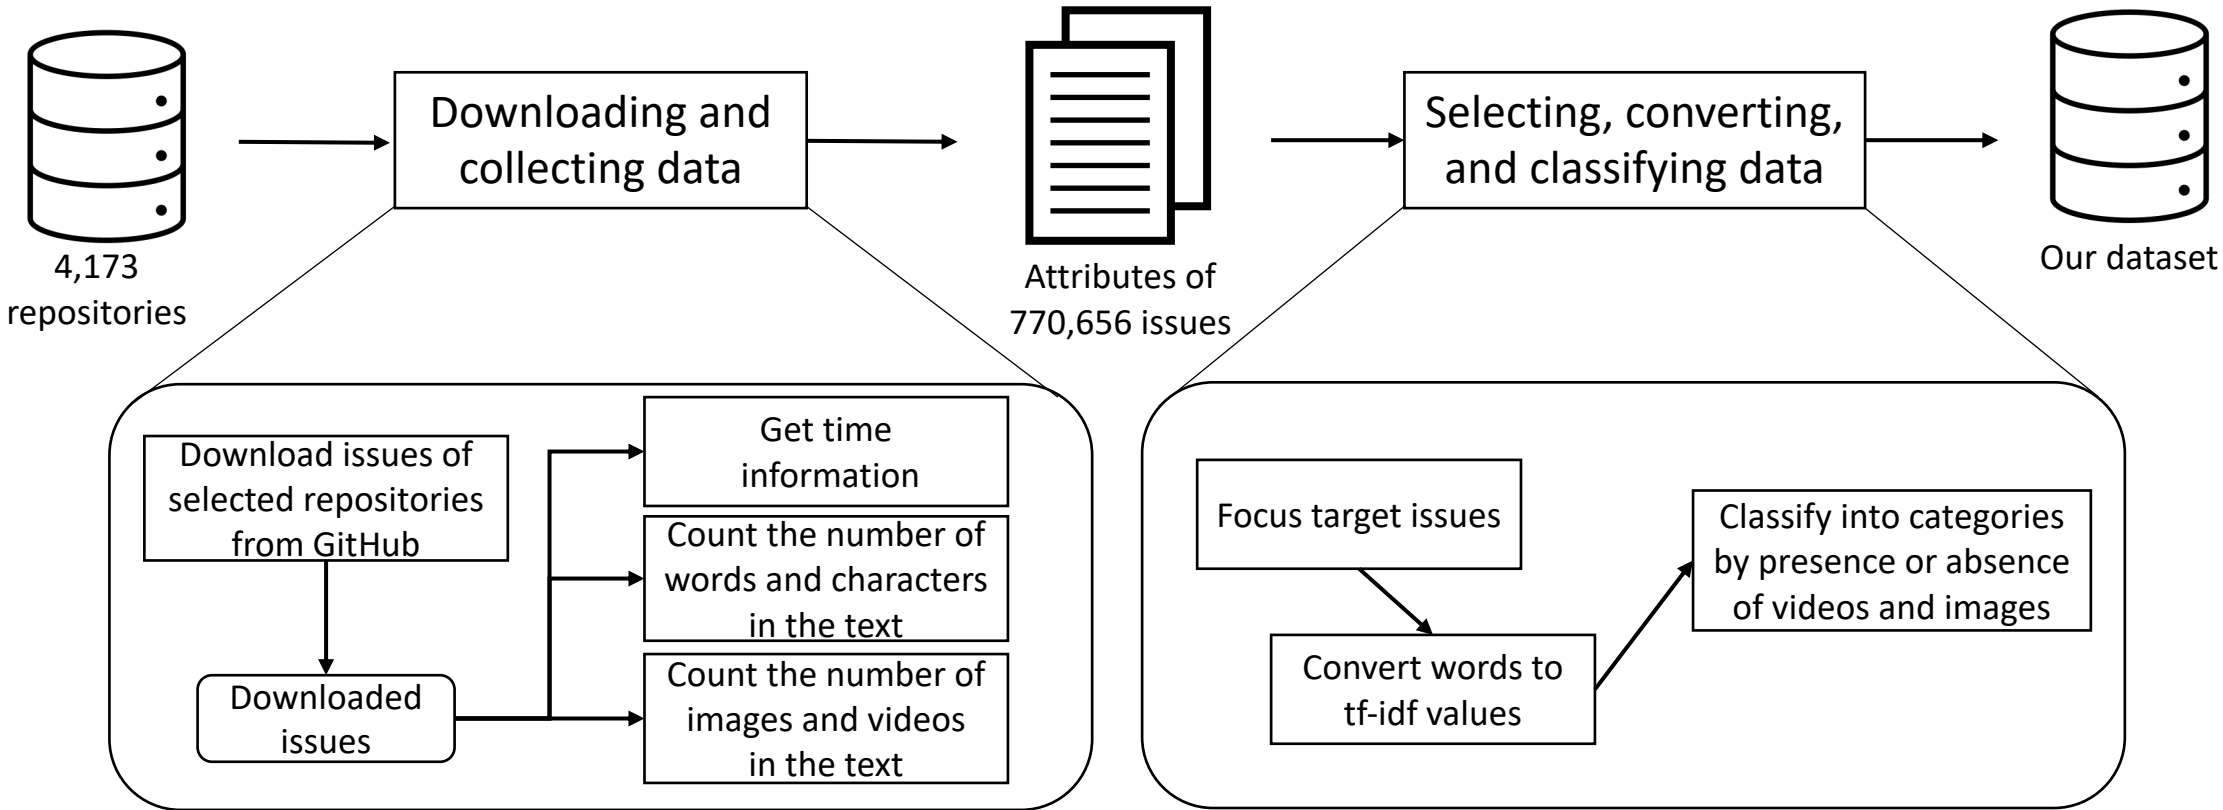 4,173
repositories
Downloading and
collecting data
Attributes of
770,656 issues
Selecting, converting,
and classifying data
Our dataset
Download issues of
selected repositories
from GitHub
Downloaded
issues
Get time
information
Count the number of
words and characters
in the text
Count the number of
images and videos
in the text
Focus target issues
Convert words to
tf-idf values
Classify into categories
by presence or absence
of videos and images